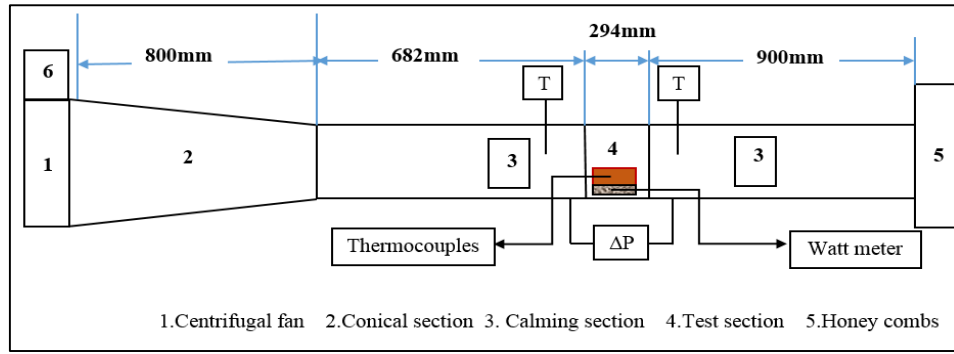 294mm
800mm
682mm
900mm
6
T
T
1
2
3
4
3
5
Thermocouples
ΔP
Watt meter
1.Centrifugal fan 2.Conical section 3. Calming section 4.Test section 5.Honey combs